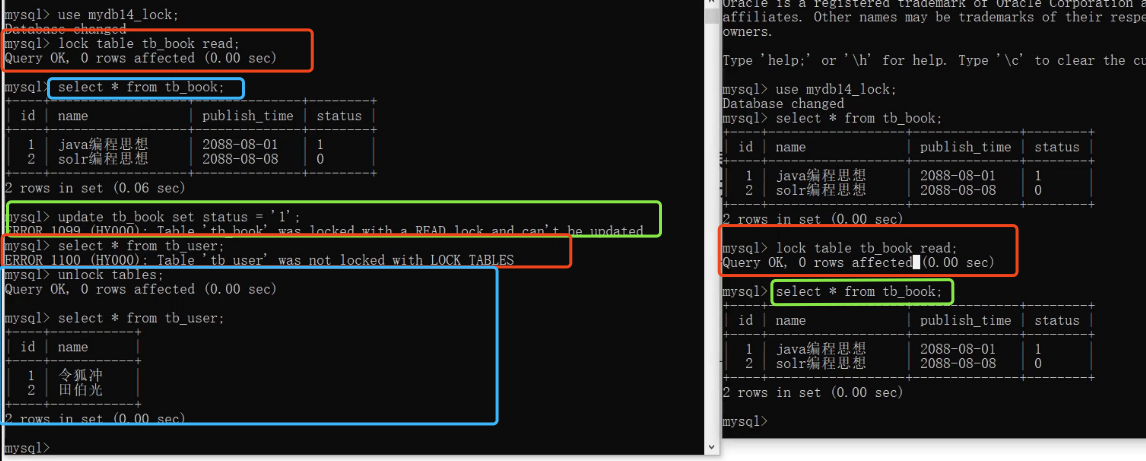 mysql> use mydb14_lock;
Database changed
mysql> lock table tb_book read;
Query OK, 0 rows affected (0.00 sec)
mysql> select * from tb_book;
+----+--------------+--------------+--------+
| id | name | publish_time | status |
+----+--------------+--------------+--------+
| 1 | java编程思想 | 2088-08-01 | 1 |
| 2 | solr编程思想 | 2088-08-08 | 0 |
+----+--------------+--------------+--------+
2 rows in set (0.06 sec)
mysql> update tb_book set status = '1';
ERROR 1099 (HY000): Table 'tb_book' was locked with a READ lock and can't be updated
mysql> select * from tb_user;
ERROR 1100 (HY000): Table 'tb_user' was not locked with LOCK TABLES
mysql> unlock tables;
Query OK, 0 rows affected (0.00 sec)
mysql> select * from tb_user;
+----+--------+
| id | name |
+----+--------+
| 1 | 令狐冲 |
| 2 | 田伯光 |
+----+--------+
2 rows in set (0.00 sec)
mysql>
Oracle is a registered trademark of Oracle Corporation a
affiliates. Other names may be trademarks of their respe
owners.
Type 'help;' or '\h' for help. Type '\c' to clear the cu
mysql> use mydb14_lock;
Database changed
mysql> select * from tb_book;
+----+--------------+--------------+--------+
| id | name | publish_time | status |
+----+--------------+--------------+--------+
| 1 | java编程思想 | 2088-08-01 | 1 |
| 2 | solr编程思想 | 2088-08-08 | 0 |
+----+--------------+--------------+--------+
2 rows in set (0.00 sec)
mysql> lock table tb_book read;
Query OK, 0 rows affected (0.00 sec)
mysql> select * from tb_book;
+----+--------------+--------------+--------+
| id | name | publish_time | status |
+----+--------------+--------------+--------+
| 1 | java编程思想 | 2088-08-01 | 1 |
| 2 | solr编程思想 | 2088-08-08 | 0 |
+----+--------------+--------------+--------+
2 rows in set (0.00 sec)
mysql>